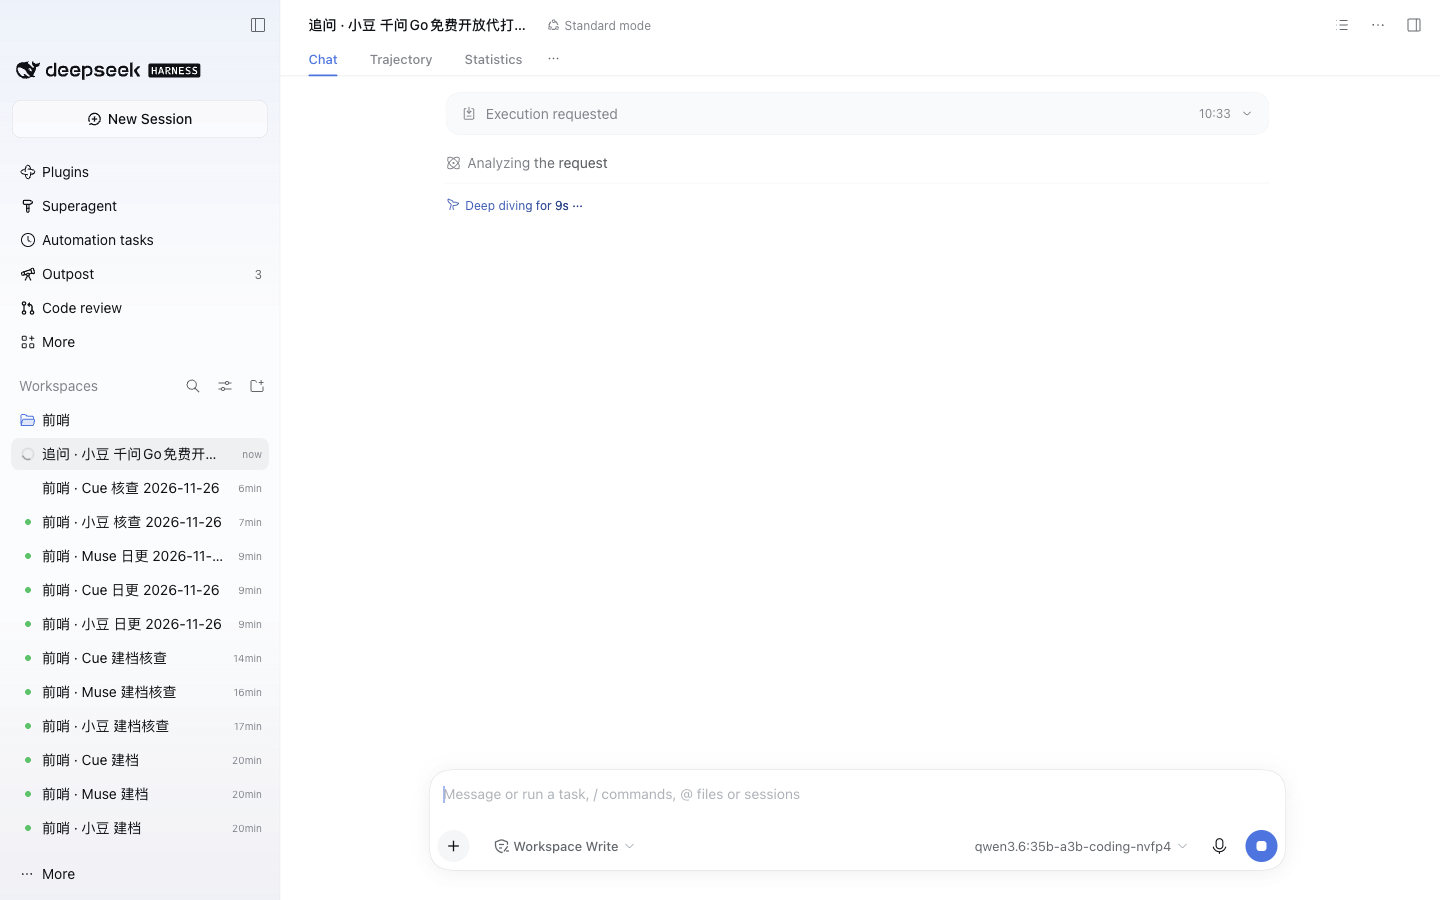 deepseek HARNESS
New Session
Plugins
Superagent
Automation tasks
Outpost 3
Code review
More
Workspaces
前哨
追问 · 小豆 千问Go免费开... now
前哨 · Cue 核查 2026-11-26 6min
前哨 · 小豆 核查 2026-11-26 7min
前哨 · Muse 日更 2026-11-... 9min
前哨 · Cue 日更 2026-11-26 9min
前哨 · 小豆 日更 2026-11-26 9min
前哨 · Cue 建档核查 14min
前哨 · Muse 建档核查 16min
前哨 · 小豆 建档核查 17min
前哨 · Cue 建档 20min
前哨 · Muse 建档 20min
前哨 · 小豆 建档 20min
··· More
追问 · 小豆 千问Go免费开放代打... Standard mode
Chat Trajectory Statistics ···
Execution requested 10:33
Analyzing the request
Deep diving for 9s ···
Message or run a task, / commands, @ files or sessions
Workspace Write qwen3.6:35b-a3b-coding-nvfp4